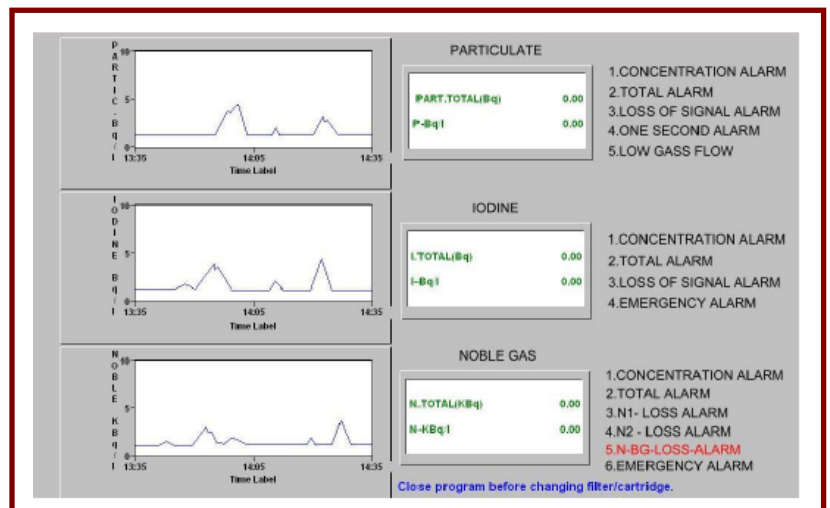 PARTIC-Bq/l
10
5
0
13:35 14:05 14:35
Time Label
PARTICULATE
PART.TOTAL(Bq) 0.00
P-Bq/l 0.00
1.CONCENTRATION ALARM
2.TOTAL ALARM
3.LOSS OF SIGNAL ALARM
4.ONE SECOND ALARM
5.LOW GASS FLOW
IODINE Bq/l
10
5
0
13:35 14:05 14:35
Time Label
IODINE
I.TOTAL(Bq) 0.00
I-Bq/l 0.00
1.CONCENTRATION ALARM
2.TOTAL ALARM
3.LOSS OF SIGNAL ALARM
4.EMERGENCY ALARM
NOBLE KBq/l
10
5
0
13:35 14:05 14:35
Time Label
NOBLE GAS
N.TOTAL(KBq) 0.00
N-KBq/l 0.00
1.CONCENTRATION ALARM
2.TOTAL ALARM
3.N1- LOSS ALARM
4.N2 - LOSS ALARM
5.N-BG-LOSS-ALARM
6.EMERGENCY ALARM
Close program before changing filter/cartridge.